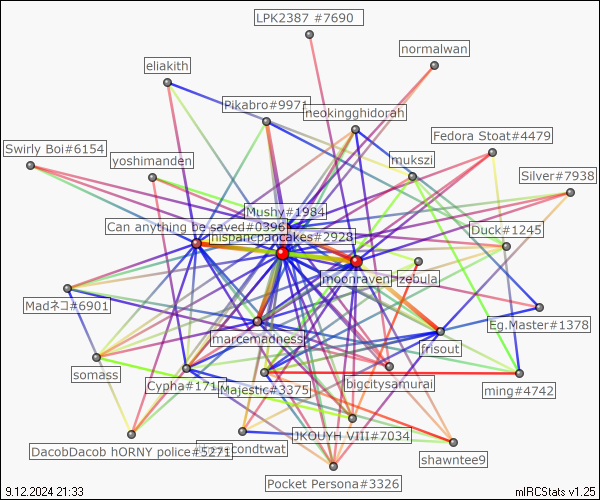 LPK2387 #7690
normalwan
eliakith
Pikabro#9971
neokingghidorah
Fedora Stoat#4479
Swirly Boi#6154
yoshimanden
mukszi
Silver#7938
Mushy#1984
Can anything be saved#0396
Duck#1245
hispanicpancakes#2928
moonraven
zebula
Madネコ#6901
Eg.Master#1378
marcemadness
frisout
somass
Cypha#171
Majestic#3375
bigcitysamurai
ming#4742
JKOUYH VIII#7034
DacobDacob hORNY police#5271
condtwat
shawntee9
Pocket Persona#3326
9.12.2024 21:33
mIRCStats v1.25